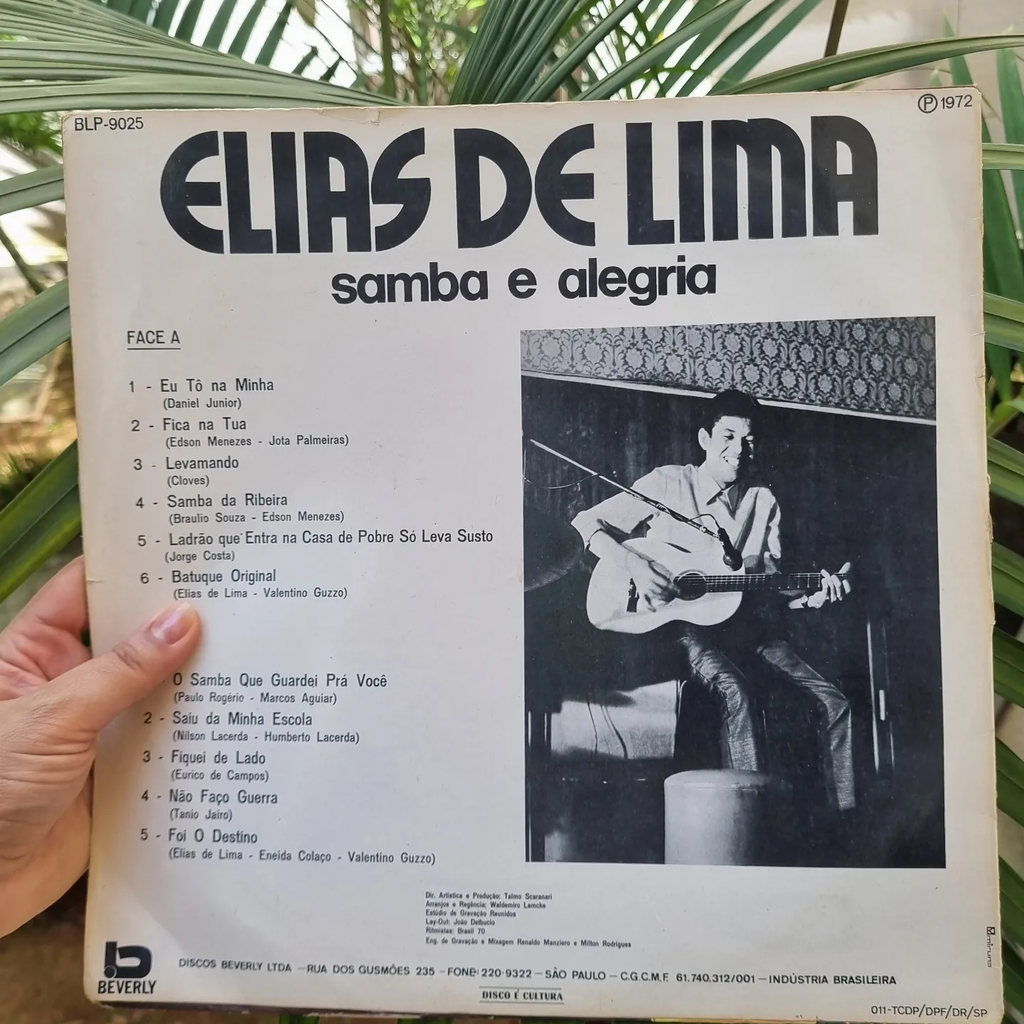 BLP-9025
℗ 1972
ELIAS DE LIMA
samba e alegria
FACE A
1 - Eu Tô na Minha
(Daniel Junior)
2 - Fica na Tua
(Edson Menezes - Jota Palmeiras)
3 - Levamando
(Cloves)
4 - Samba da Ribeira
(Braulio Souza - Edson Menezes)
5 - Ladrão que Entra na Casa de Pobre Só Leva Susto
(Jorge Costa)
6 - Batuque Original
(Elias de Lima - Valentino Guzzo)
O Samba Que Guardei Prá Você
(Paulo Rogério - Marcos Aguiar)
2 - Saiu da Minha Escola
(Nilson Lacerda - Humberto Lacerda)
3 - Fiquei de Lado
(Eurico de Campos)
4 - Não Faço Guerra
(Tanio Jairo)
5 - Foi O Destino
(Elias de Lima - Eneida Colaço - Valentino Guzzo)
Dir. Artística e Produção: Talmo Scaranari
Arranjos e Regência: Waldemiro Lemcke
Estúdio de Gravação Reunidos
Lay-Out: João Delbucio
Ritmistas: Brasil 70
Eng. de Gravação e Mixagem Ranaldo Manziero e Milton Rodrigues
BEVERLY
DISCOS BEVERLY LTDA - RUA DOS GUSMÕES 235 - FONE: 220-9322 - SÃO PAULO - C.G.C.M.F. 61.740.312/001 - INDÚSTRIA BRASILEIRA
DISCO É CULTURA
011-TCDP/DPF/DR/SP